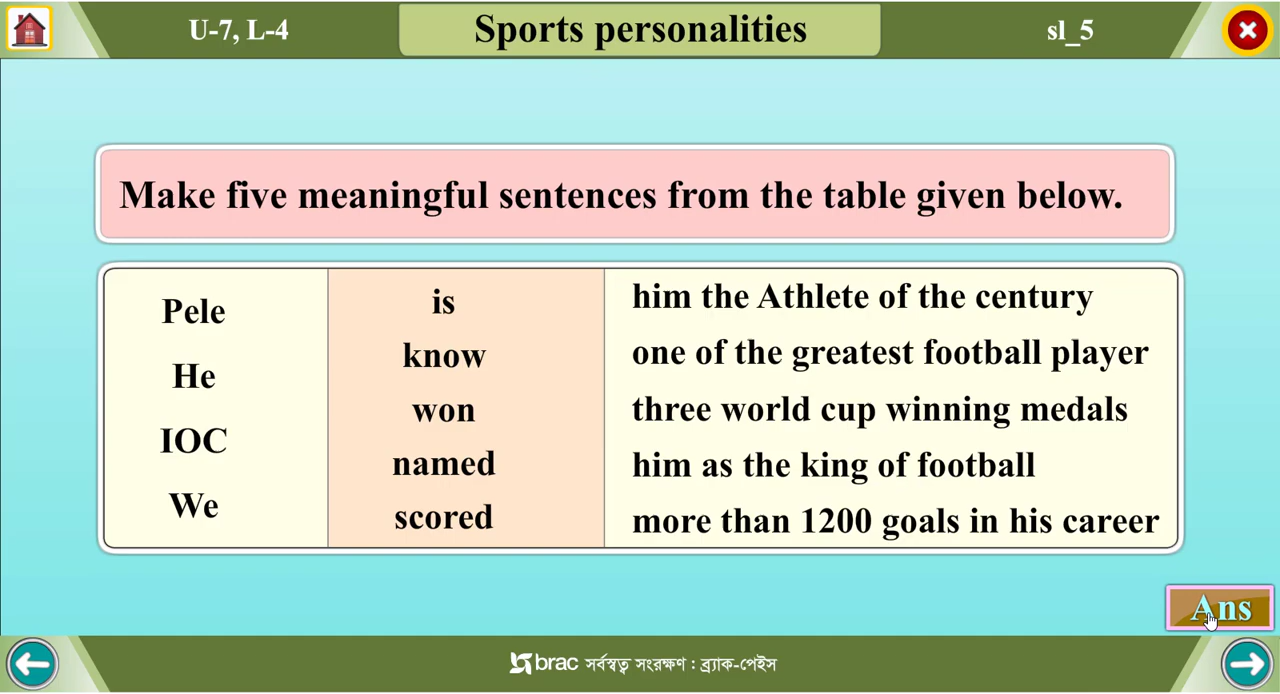 U-7, L-4
Sports personalities
sl_5
Make five meaningful sentences from the table given below.
Pele
He
IOC
We
is
know
won
named
scored
him the Athlete of the century
one of the greatest football player
three world cup winning medals
him as the king of football
more than 1200 goals in his career
Ans
brac সর্বস্বত্ব সংরক্ষণ : ব্র্যাক-পেইস